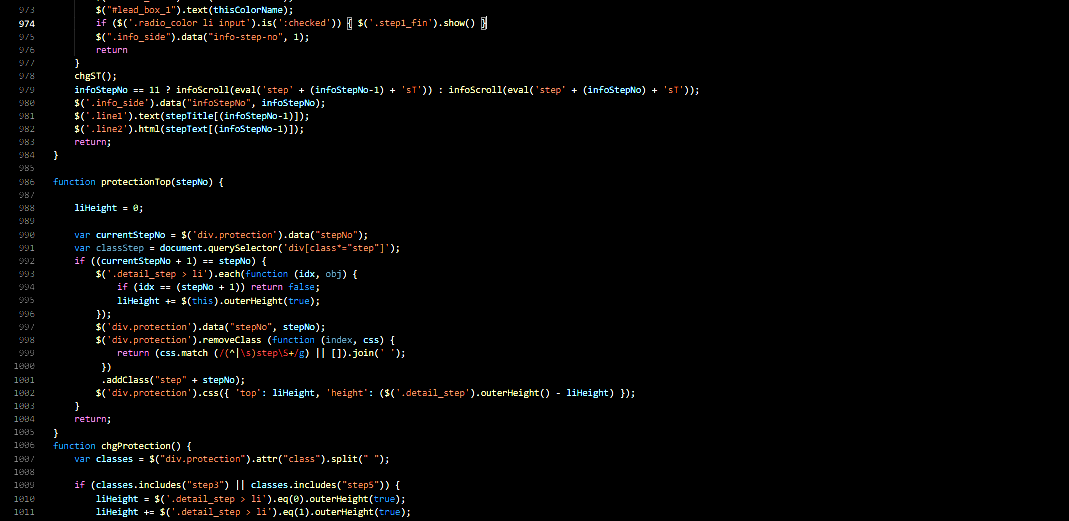 973 $("#lead_box_1").text(thisColorName);
974 if ($('.radio_color li input').is(':checked')) { $('.step1_fin').show() }
975 $(".info_side").data("info-step-no", 1);
976 return
977 }
978 chgST();
979 infoStepNo == 11 ? infoScroll(eval('step' + (infoStepNo-1) + 'sT')) : infoScroll(eval('step' + (infoStepNo) + 'sT'));
980 $('.info_side').data("infoStepNo", infoStepNo);
981 $('.line1').text(stepTitle[(infoStepNo-1)]);
982 $('.line2').html(stepText[(infoStepNo-1)]);
983 return;
984 }
985
986 function protectionTop(stepNo) {
987
988 liHeight = 0;
989
990 var currentStepNo = $('div.protection').data("stepNo");
991 var classStep = document.querySelector('div[class*="step"]');
992 if ((currentStepNo + 1) == stepNo) {
993 $('.detail_step > li').each(function (idx, obj) {
994 if (idx == (stepNo + 1)) return false;
995 liHeight += $(this).outerHeight(true);
996 });
997 $('div.protection').data("stepNo", stepNo);
998 $('div.protection').removeClass (function (index, css) {
999 return (css.match (/(^|\s)step\S+/g) || []).join(' ');
1000 })
1001 .addClass("step" + stepNo);
1002 $('div.protection').css({ 'top': liHeight, 'height': ($('.detail_step').outerHeight() - liHeight) });
1003 }
1004 return;
1005 }
1006 function chgProtection() {
1007 var classes = $("div.protection").attr("class").split(" ");
1008
1009 if (classes.includes("step3") || classes.includes("step5")) {
1010 liHeight = $('.detail_step > li').eq(0).outerHeight(true);
1011 liHeight += $('.detail_step > li').eq(1).outerHeight(true);